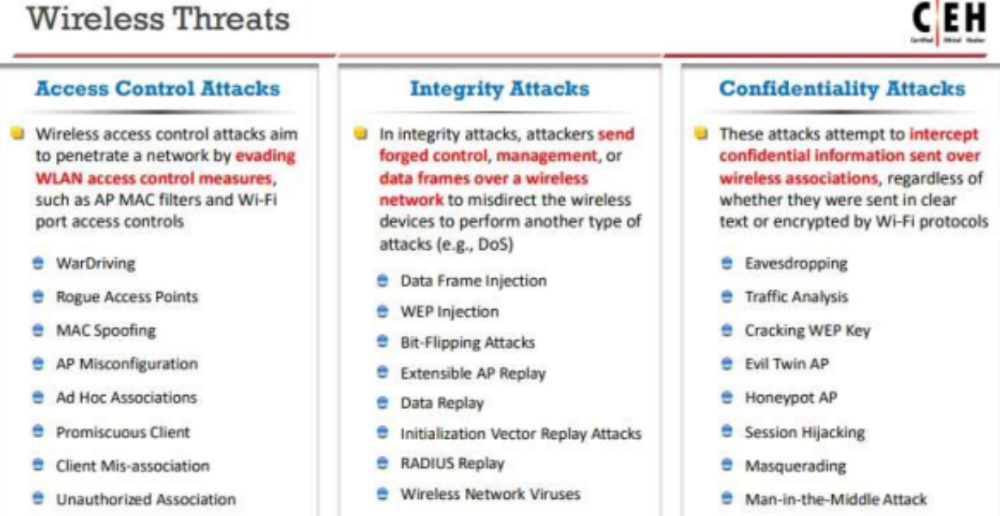 Wireless Threats
CEH
Certified Ethical Hacker
Access Control Attacks
Wireless access control attacks aim
to penetrate a network by evading
WLAN access control measures,
such as AP MAC filters and Wi-Fi
port access controls
WarDriving
Rogue Access Points
MAC Spoofing
AP Misconfiguration
Ad Hoc Associations
Promiscuous Client
Client Mis-association
Unauthorized Association
Integrity Attacks
In integrity attacks, attackers send
forged control, management, or
data frames over a wireless
network to misdirect the wireless
devices to perform another type of
attacks (e.g., DoS)
Data Frame Injection
WEP Injection
Bit-Flipping Attacks
Extensible AP Replay
Data Replay
Initialization Vector Replay Attacks
RADIUS Replay
Wireless Network Viruses
Confidentiality Attacks
These attacks attempt to intercept
confidential information sent over
wireless associations, regardless of
whether they were sent in clear
text or encrypted by Wi-Fi protocols
Eavesdropping
Traffic Analysis
Cracking WEP Key
Evil Twin AP
Honeypot AP
Session Hijacking
Masquerading
Man-in-the-Middle Attack